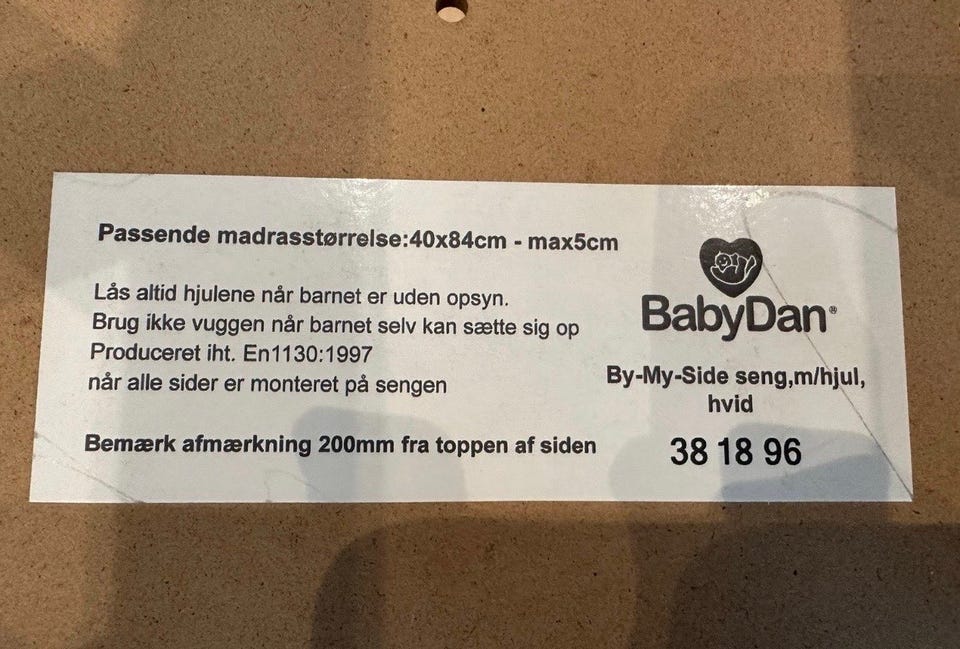 Passende madrasstørrelse:40x84cm - max5cm
Lås altid hjulene når barnet er uden opsyn.
Brug ikke vuggen når barnet selv kan sætte sig op
Produceret iht. En1130:1997
når alle sider er monteret på sengen
Bemærk afmærkning 200mm fra toppen af siden
BabyDan®
By-My-Side seng,m/hjul,
hvid
38 18 96